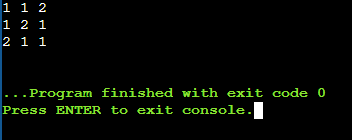 1 1 2
1 2 1
2 1 1
...Program finished with exit code 0
Press ENTER to exit console.